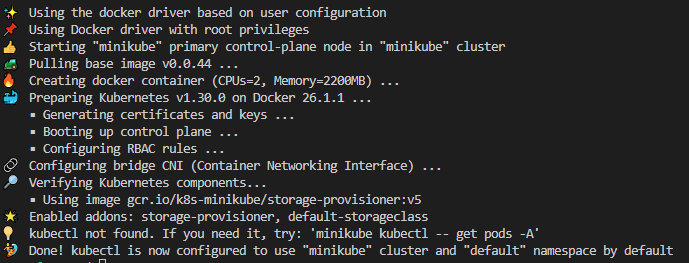 Using the docker driver based on user configuration
Using Docker driver with root privileges
Starting "minikube" primary control-plane node in "minikube" cluster
Pulling base image v0.0.44 ...
Creating docker container (CPUs=2, Memory=2200MB) ...
Preparing Kubernetes v1.30.0 on Docker 26.1.1 ...
▪ Generating certificates and keys ...
▪ Booting up control plane ...
▪ Configuring RBAC rules ...
Configuring bridge CNI (Container Networking Interface) ...
Verifying Kubernetes components...
▪ Using image gcr.io/k8s-minikube/storage-provisioner:v5
Enabled addons: storage-provisioner, default-storageclass
kubectl not found. If you need it, try: 'minikube kubectl -- get pods -A'
Done! kubectl is now configured to use "minikube" cluster and "default" namespace by default